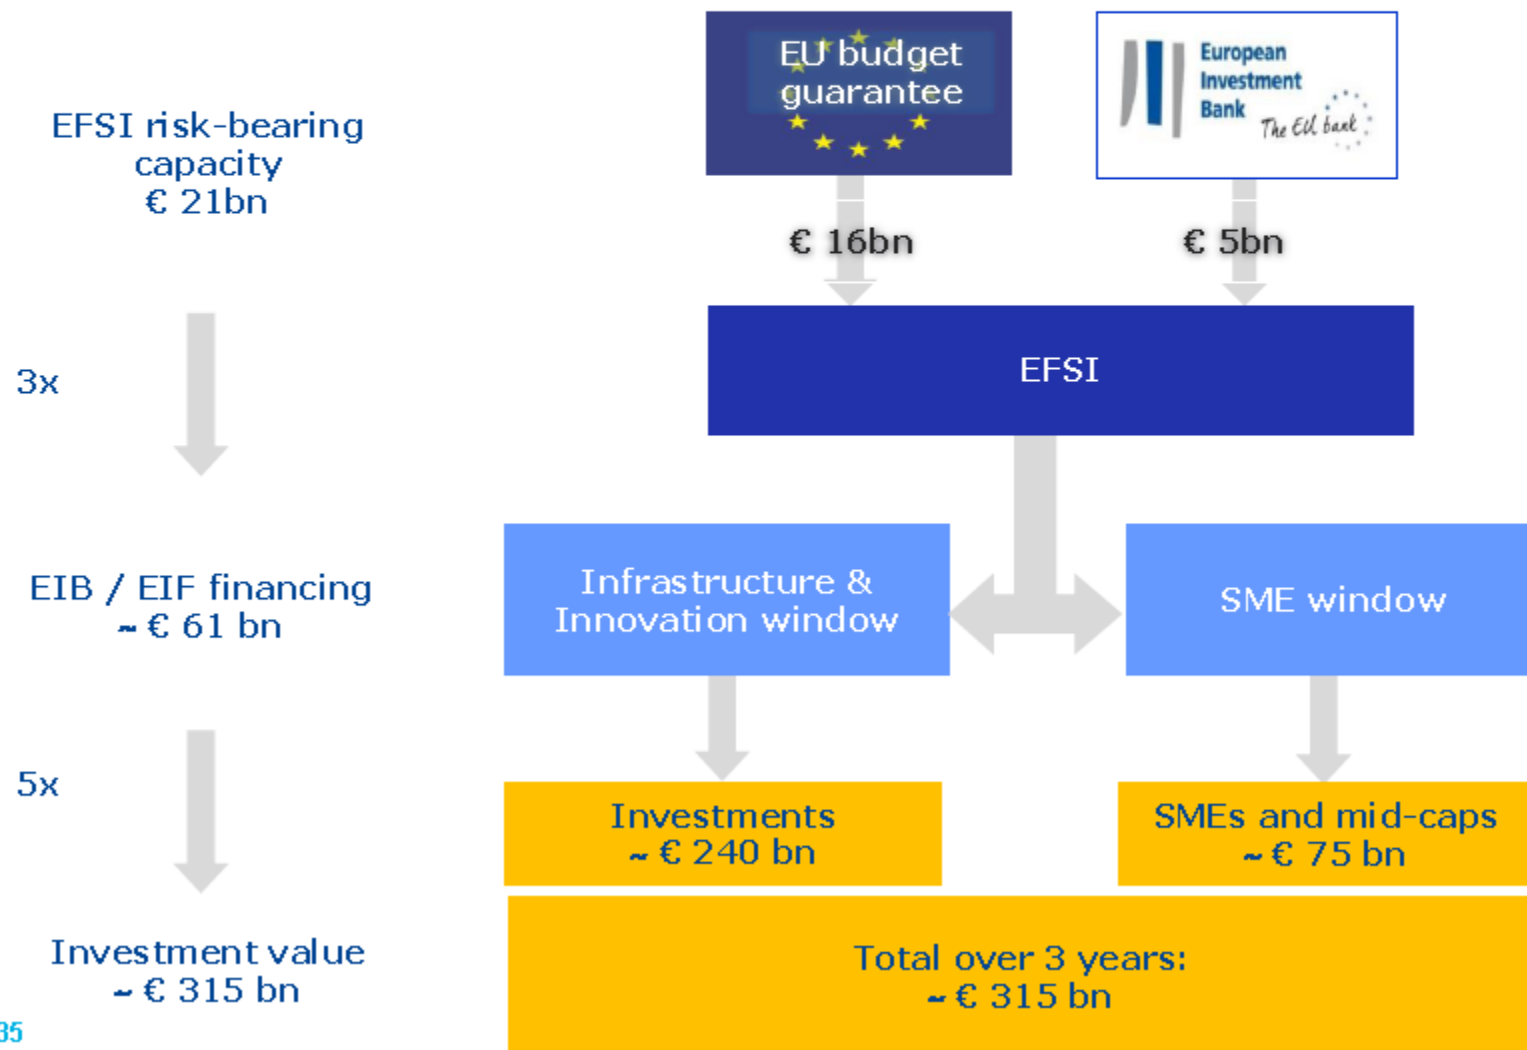 EU budget
guarantee
European
Investment
Bank
The EU bank
EFSI risk-bearing
capacity
€ 21bn
€ 16bn
€ 5bn
3x
EFSI
EIB / EIF financing
~ € 61 bn
Infrastructure &
Innovation window
SME window
5x
Investments
~ € 240 bn
SMEs and mid-caps
~ € 75 bn
Investment value
~ € 315 bn
Total over 3 years:
~ € 315 bn
35